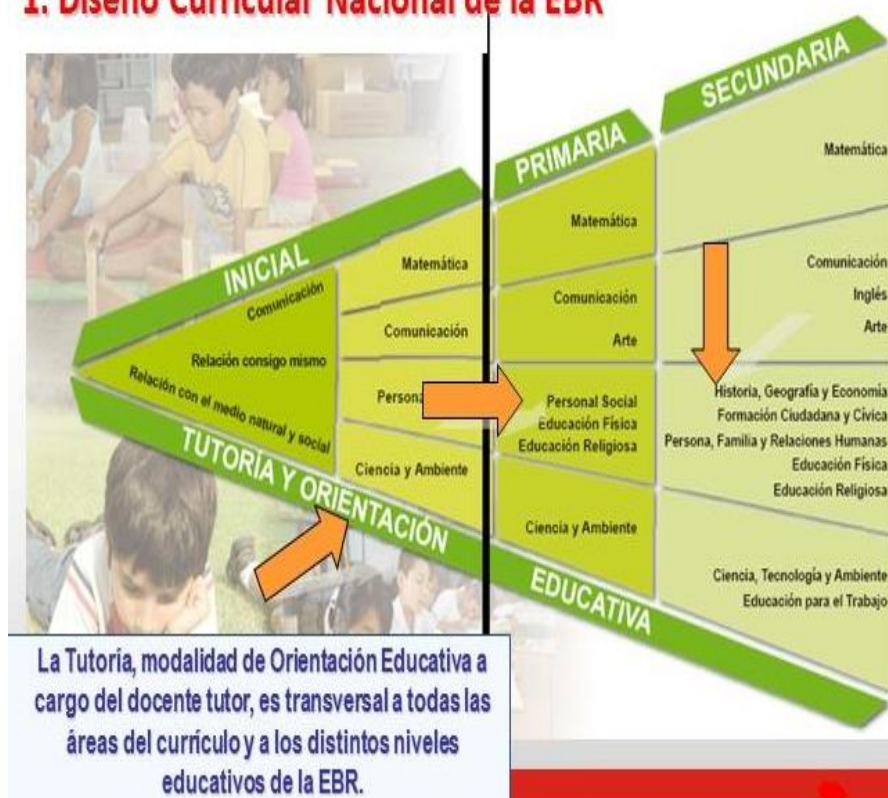 1. Diseño Curricular Nacional de la EBR
INICIAL
Comunicación
Relación consigo mismo
Relación con el medio natural y social
Matemática
Comunicación
Ciencia y Ambiente
PRIMARIA
Matemática
Comunicación
Arte
Personal Social
Educación Física
Educación Religiosa
Ciencia y Ambiente
SECUNDARIA
Matemática
Comunicación
Inglés
Arte
Historia, Geografía y Economía
Formación Ciudadana y Cívica
Persona, Familia y Relaciones Humanas
Educación Física
Educación Religiosa
Ciencia, Tecnología y Ambiente
Educación para el Trabajo
TUTORÍA Y ORIENTACIÓN EDUCATIVA
La Tutoría, modalidad de Orientación Educativa a
cargo del docente tutor, es transversal a todas las
áreas del currículo y a los distintos niveles
educativos de la EBR.